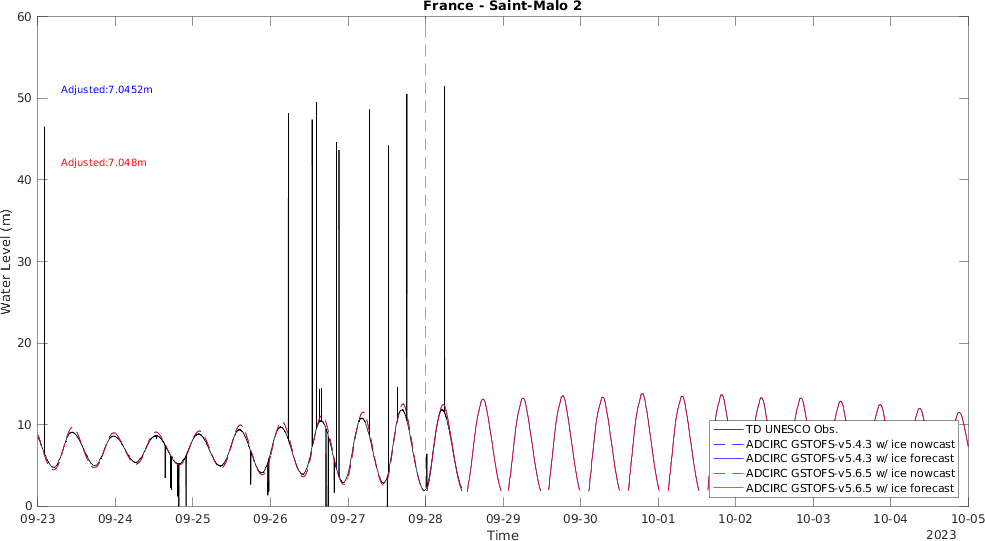 France - Saint-Malo 2
60
50
40
30
20
10
0
Water Level (m)
Adjusted:7.0452m
Adjusted:7.048m
TD UNESCO Obs.
ADCIRC GSTOFS-v5.4.3 w/ ice nowcast
ADCIRC GSTOFS-v5.4.3 w/ ice forecast
ADCIRC GSTOFS-v5.6.5 w/ ice nowcast
ADCIRC GSTOFS-v5.6.5 w/ ice forecast
09-23 09-24 09-25 09-26 09-27 09-28 09-29 09-30 10-01 10-02 10-03 10-04 10-05
Time
2023